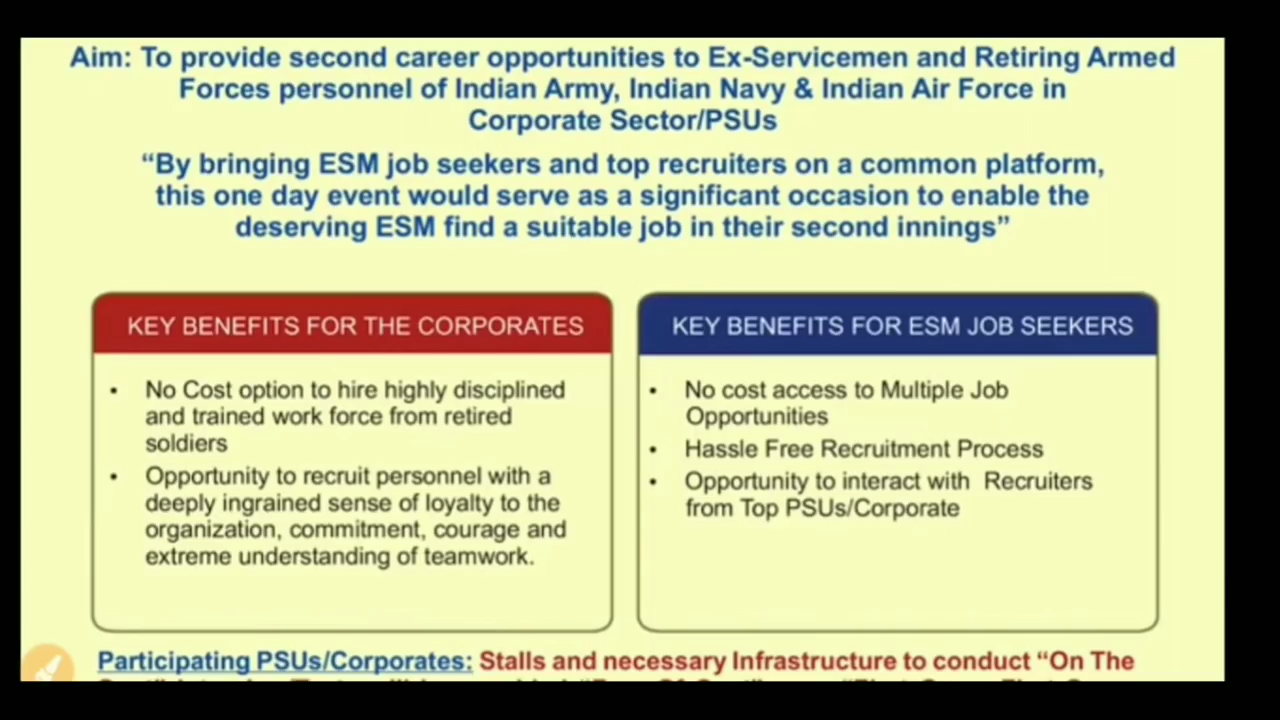 Aim: To provide second career opportunities to Ex-Servicemen and Retiring Armed
Forces personnel of Indian Army, Indian Navy & Indian Air Force in
Corporate Sector/PSUs
“By bringing ESM job seekers and top recruiters on a common platform,
this one day event would serve as a significant occasion to enable the
deserving ESM find a suitable job in their second innings”
KEY BENEFITS FOR THE CORPORATES
• No Cost option to hire highly disciplined
and trained work force from retired
soldiers
• Opportunity to recruit personnel with a
deeply ingrained sense of loyalty to the
organization, commitment, courage and
extreme understanding of teamwork.
KEY BENEFITS FOR ESM JOB SEEKERS
• No cost access to Multiple Job
Opportunities
• Hassle Free Recruitment Process
• Opportunity to interact with Recruiters
from Top PSUs/Corporate
Participating PSUs/Corporates: Stalls and necessary Infrastructure to conduct “On The